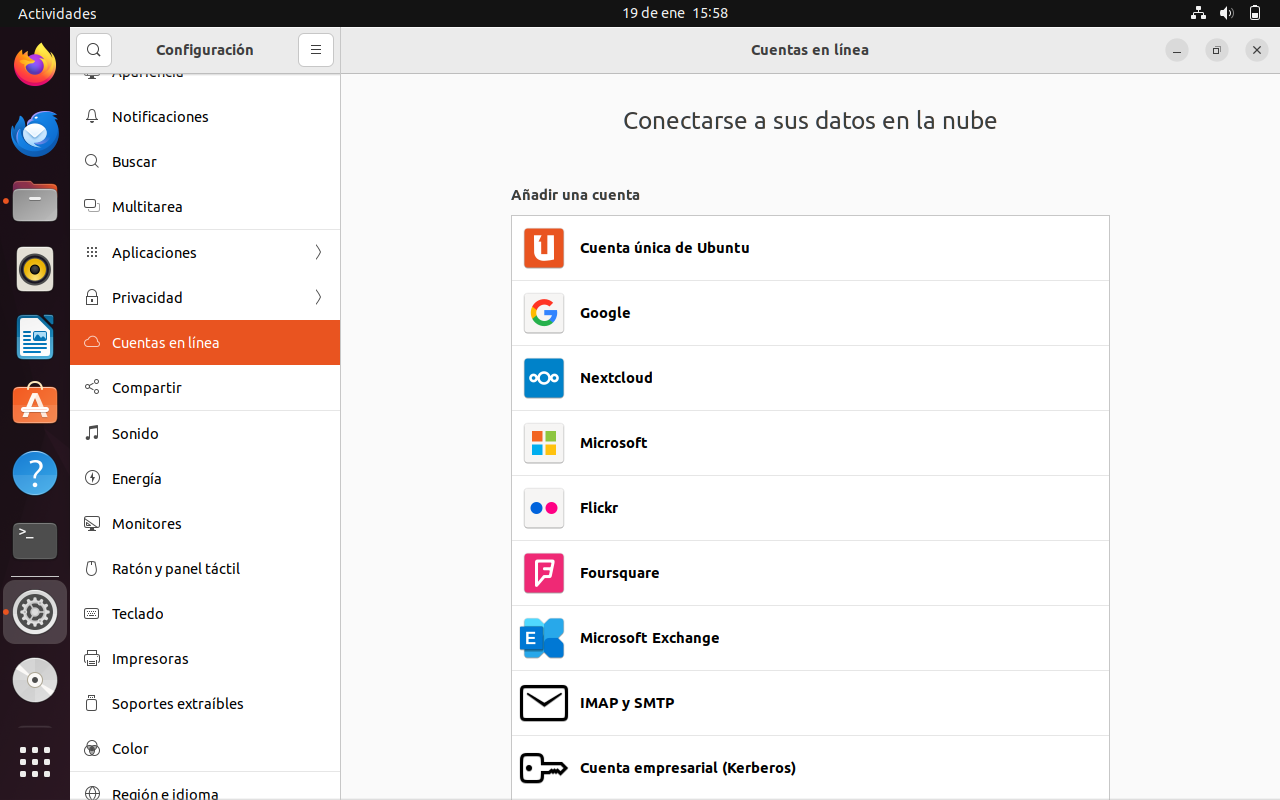 Actividades
19 de ene 15:58
Configuración
Cuentas en línea
Apariencia
Notificaciones
Buscar
Multitarea
Aplicaciones
Privacidad
Cuentas en línea
Compartir
Sonido
Energía
Monitores
Ratón y panel táctil
Teclado
Impresoras
Soportes extraíbles
Color
Región e idioma
Conectarse a sus datos en la nube
Añadir una cuenta
Cuenta única de Ubuntu
Google
Nextcloud
Microsoft
Flickr
Foursquare
E
Microsoft Exchange
IMAP y SMTP
Cuenta empresarial (Kerberos)